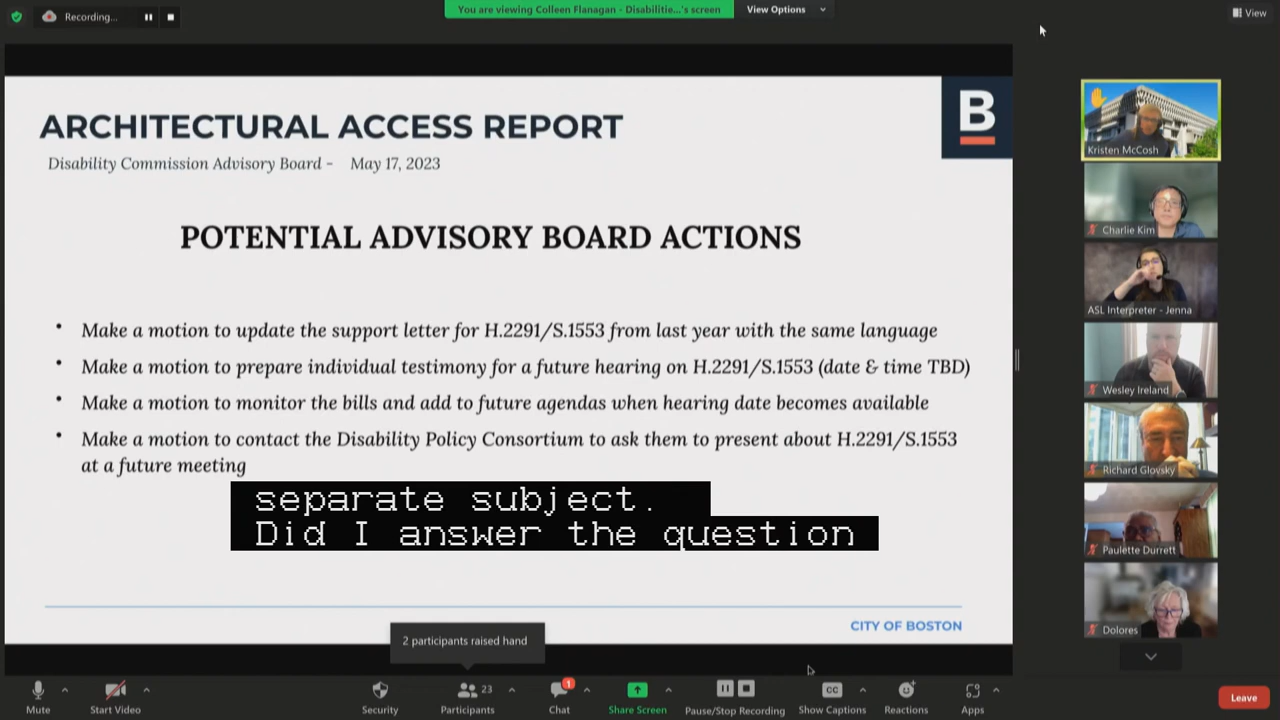 Recording...
You are viewing Colleen Flanagan - Disabilitie...'s screen
View Options
View
ARCHITECTURAL ACCESS REPORT
B
Disability Commission Advisory Board - May 17, 2023
POTENTIAL ADVISORY BOARD ACTIONS
• Make a motion to update the support letter for H.2291/S.1553 from last year with the same language
• Make a motion to prepare individual testimony for a future hearing on H.2291/S.1553 (date & time TBD)
• Make a motion to monitor the bills and add to future agendas when hearing date becomes available
• Make a motion to contact the Disability Policy Consortium to ask them to present about H.2291/S.1553
at a future meeting
separate subject.
Did I answer the question
CITY OF BOSTON
2 participants raised hand
Kristen McCosh
Charlie Kim
ASL Interpreter - Jenna
Wesley Ireland
Richard Glovsky
Paulette Durrett
Dolores
Mute
Start Video
Security
Participants
23
Chat
1
Share Screen
Pause/Stop Recording
CC
Show Captions
Reactions
Apps
Leave